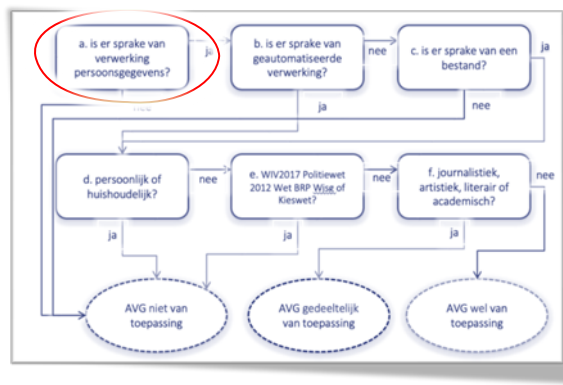 a. is er sprake van
verwerking
persoonsgegevens?
ja
b. is er sprake van
geautomatiseerde
verwerking?
nee
c. is er sprake van een
bestand?
ja
ja
nee
d. persoonlijk of
huishoudelijk?
nee
e. WIV2017 Politiewet
2012 Wet BRP Wisg of
Kieswet?
nee
f. journalistiek,
artistiek, literair of
academisch?
nee
ja
ja
ja
AVG niet van
toepassing
AVG gedeeltelijk
van toepassing
AVG wel van
toepassing